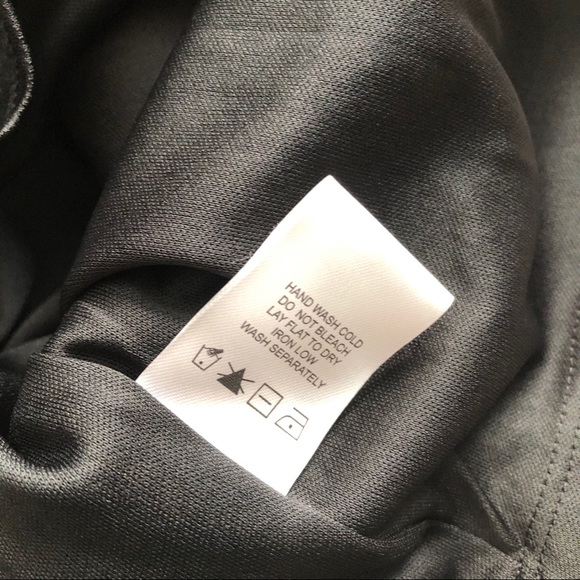 HAND WASH COLD
DO NOT BLEACH
LAY FLAT TO DRY
IRON LOW
WASH SEPARATELY